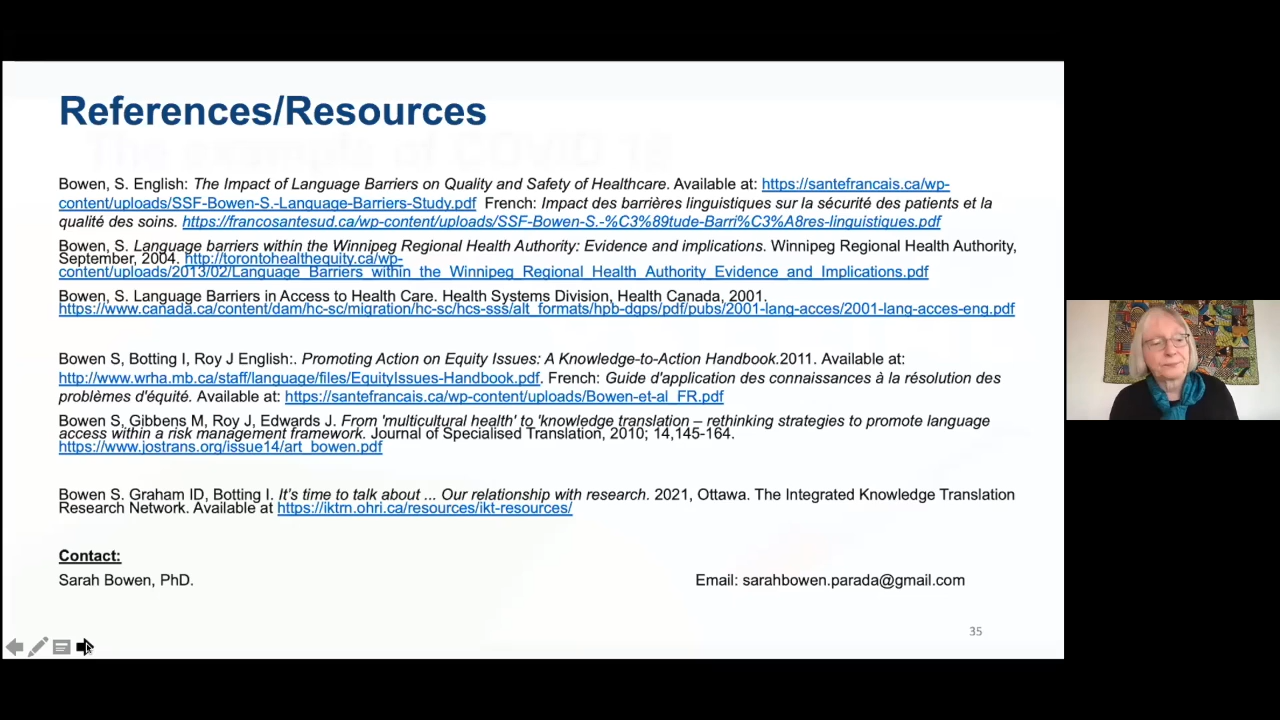 References/Resources
The example of COVID 19
Bowen, S. English: The Impact of Language Barriers on Quality and Safety of Healthcare. Available at: https://santefrancais.ca/wp-
content/uploads/SSF-Bowen-S.-Language-Barriers-Study.pdf French: Impact des barrières linguistiques sur la sécurité des patients et la
qualité des soins. https://francosantesud.ca/wp-content/uploads/SSF-Bowen-S.-%C3%89tude-Barri%C3%A8res-linguistiques.pdf
Bowen, S. Language barriers within the Winnipeg Regional Health Authority: Evidence and implications. Winnipeg Regional Health Authority,
September, 2004. http://torontohealthequity.ca/wp-
content/uploads/2013/02/Language_Barriers_within_the_Winnipeg_Regional_Health_Authority_Evidence_and_Implications.pdf
Bowen, S. Language Barriers in Access to Health Care. Health Systems Division, Health Canada, 2001.
https://www.canada.ca/content/dam/hc-sc/migration/hc-sc/hcs-sss/alt_formats/hpb-dgps/pdf/pubs/2001-lang-acces/2001-lang-acces-eng.pdf
Bowen S, Botting I, Roy J English:. Promoting Action on Equity Issues: A Knowledge-to-Action Handbook.2011. Available at:
http://www.wrha.mb.ca/staff/language/files/EquityIssues-Handbook.pdf. French: Guide d'application des connaissances à la résolution des
problèmes d'équité. Available at: https://santefrancais.ca/wp-content/uploads/Bowen-et-al_FR.pdf
Bowen S, Gibbens M, Roy J, Edwards J. From 'multicultural health' to 'knowledge translation – rethinking strategies to promote language
access within a risk management framework. Journal of Specialised Translation, 2010; 14,145-164.
https://www.jostrans.org/issue14/art_bowen.pdf
Bowen S. Graham ID, Botting I. It's time to talk about ... Our relationship with research. 2021, Ottawa. The Integrated Knowledge Translation
Research Network. Available at https://iktrn.ohri.ca/resources/ikt-resources/
Contact:
Sarah Bowen, PhD. Email: sarahbowen.parada@gmail.com
35